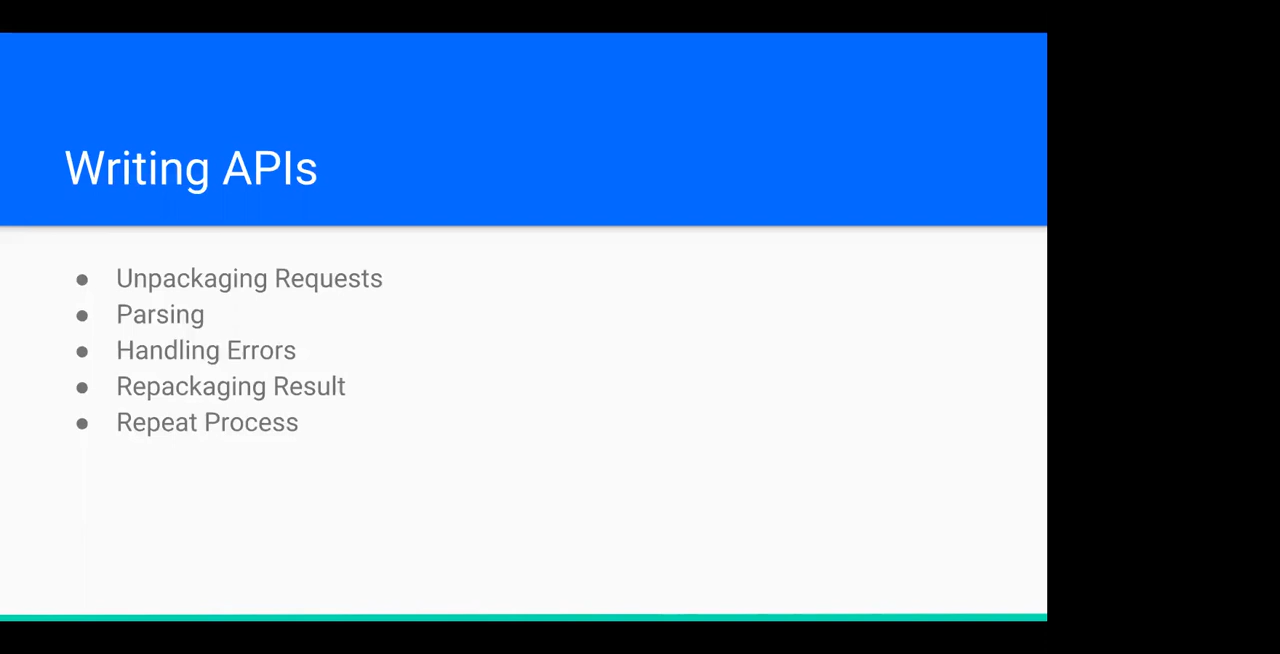 Writing APIs
● Unpackaging Requests
● Parsing
● Handling Errors
● Repackaging Result
● Repeat Process